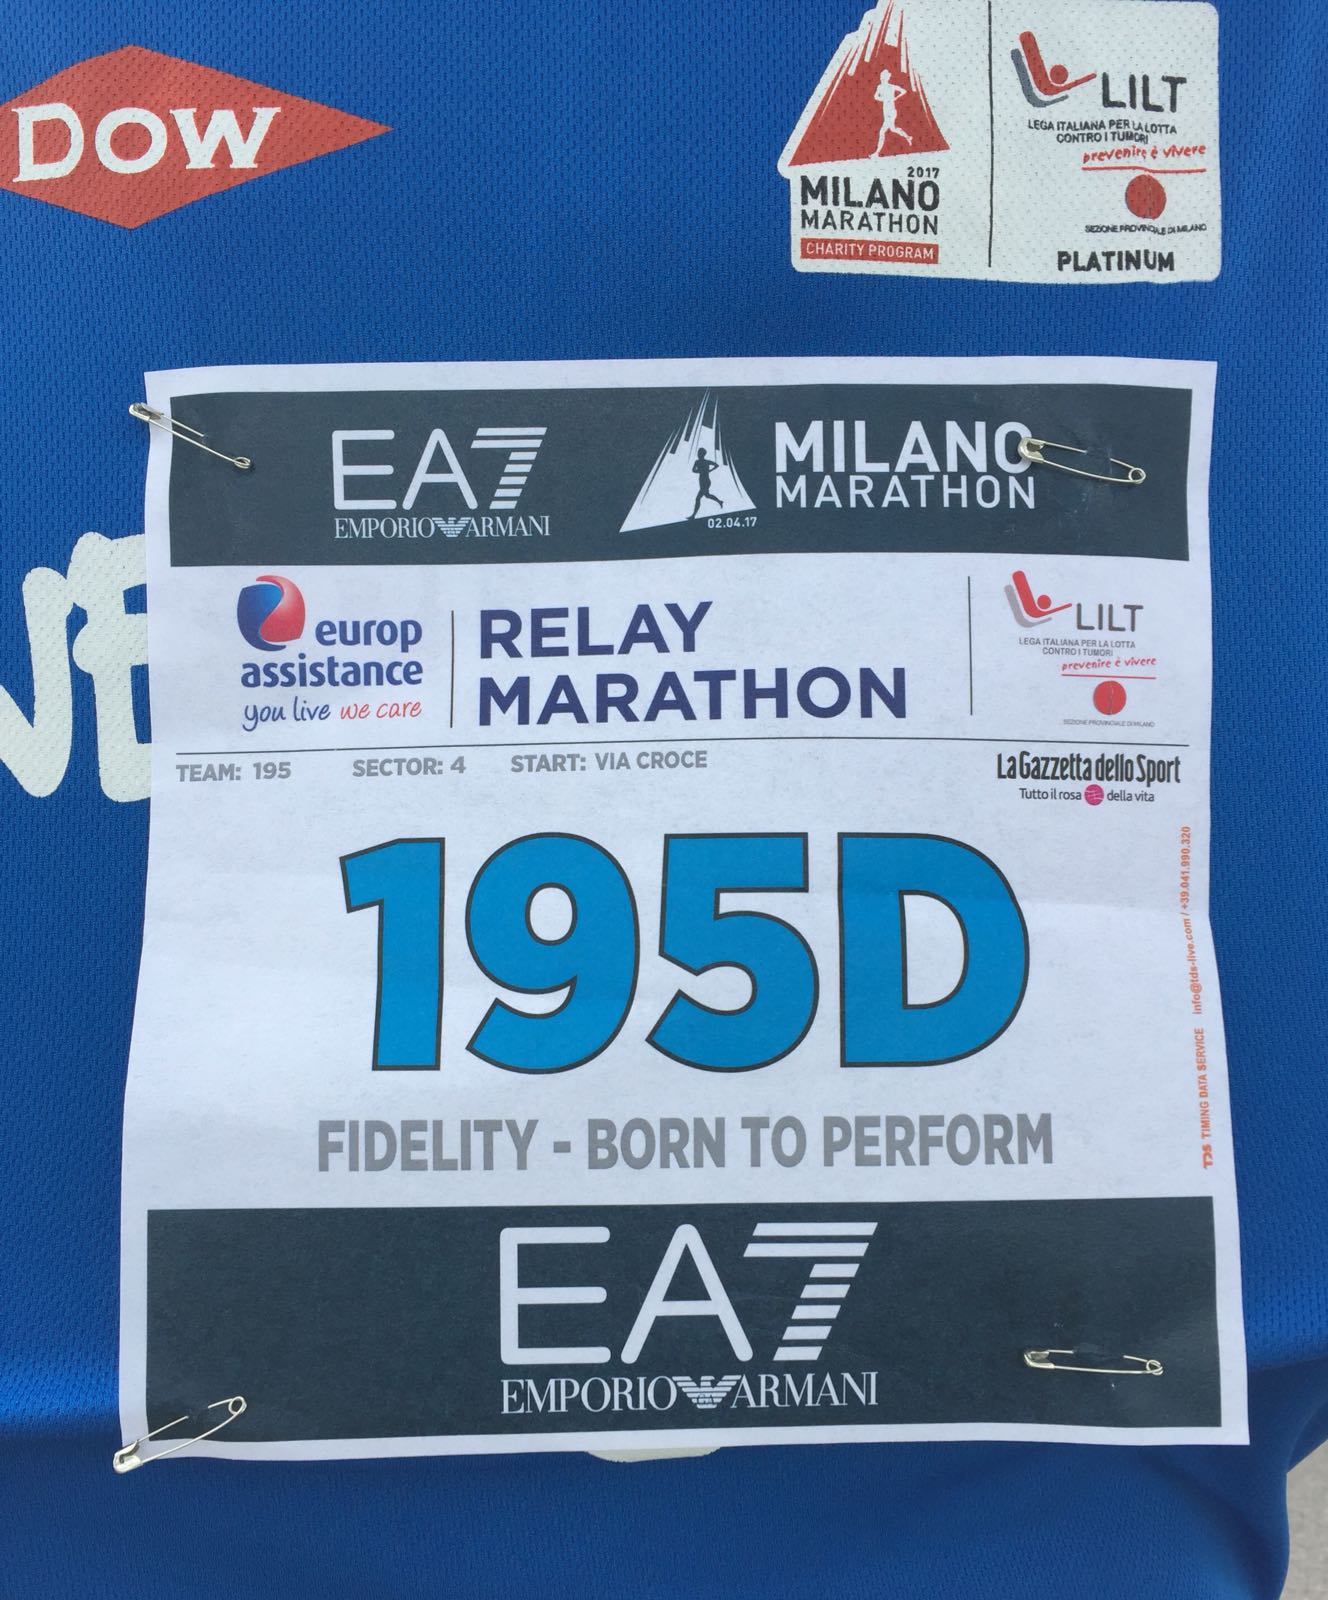 DOW
2017
MILANO
MARATHON
CHARITY PROGRAM
LILT
LEGA ITALIANA PER LA LOTTA
CONTRO I TUMORI
prevenire è vivere
SEZIONE PROVINCIALE DI MILANO
PLATINUM
VE
EA7
EMPORIO ARMANI
MILANO
MARATHON
02.04.17
europ
assistance
you live we care
RELAY
MARATHON
LILT
LEGA ITALIANA PER LA LOTTA
CONTRO I TUMORI
prevenire è vivere
SEZIONE PROVINCIALE DI MILANO
TEAM: 195 SECTOR: 4 START: VIA CROCE
La Gazzetta dello Sport
Tutto il rosa della vita
195D
TDS TIMING DATA SERVICE info@tds-live.com / +39.041.990.320
FIDELITY - BORN TO PERFORM
EA7
EMPORIO ARMANI